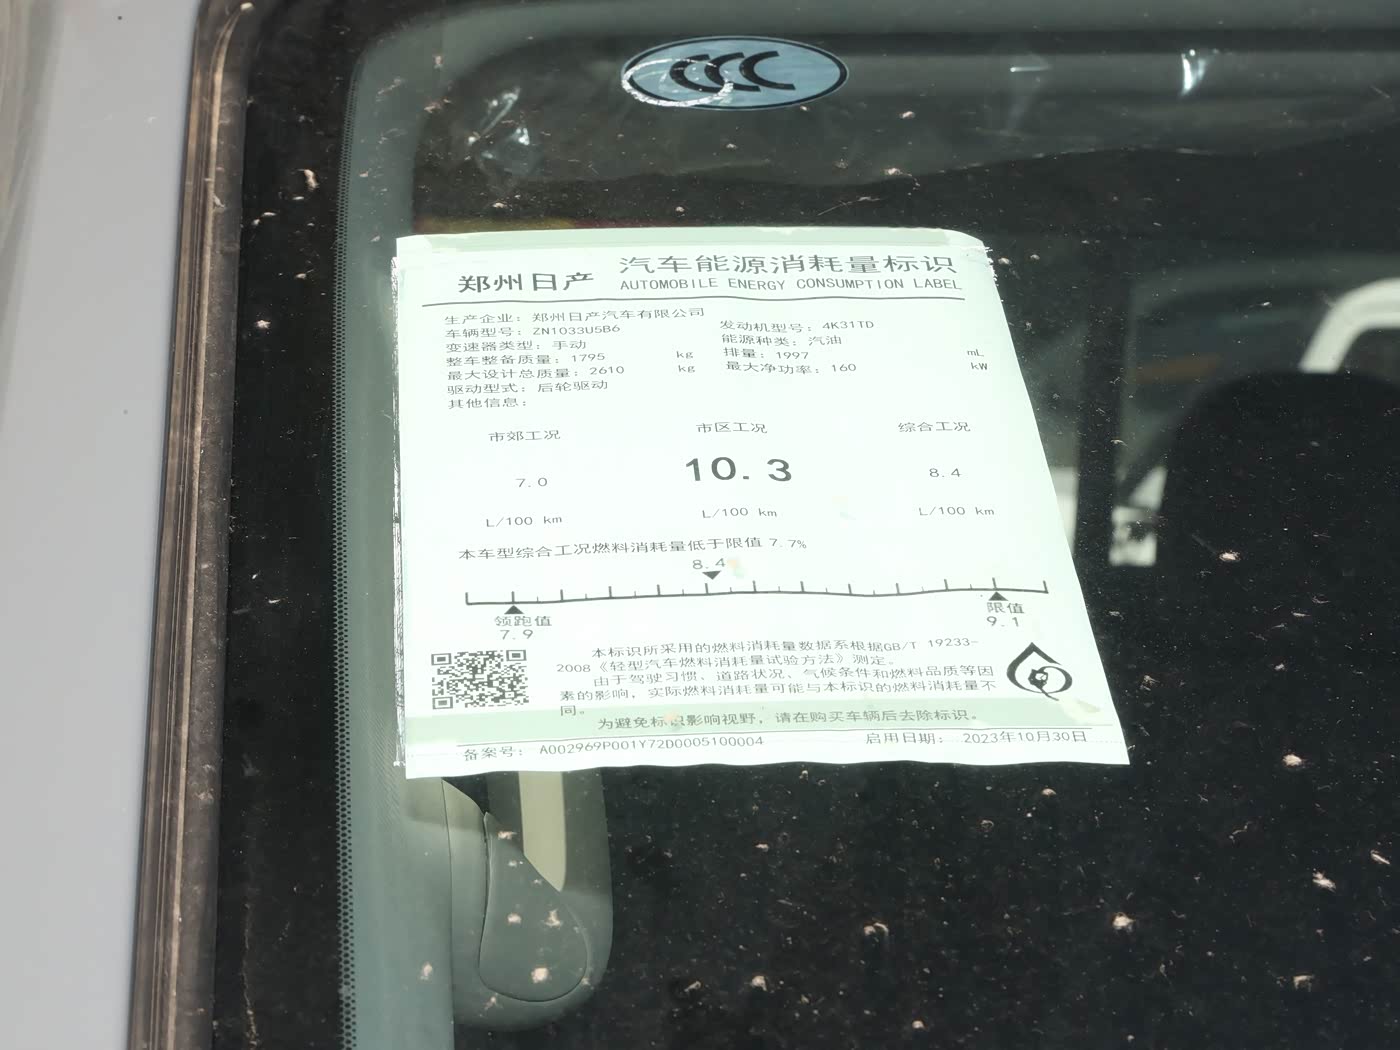 CCC
郑州日产
汽车能源消耗量标识
AUTOMOBILE ENERGY CONSUMPTION LABEL
生产企业: 郑州日产汽车有限公司
车辆型号: ZN1033U5B6
发动机型号: 4K31TD
变速器类型: 手动
能源种类: 汽油
整车整备质量: 1795 kg
排量: 1997 mL
最大设计总质量: 2610 kg
最大净功率: 160 kW
驱动型式: 后轮驱动
其他信息:
市郊工况 市区工况 综合工况
7.0 10.3 8.4
L/100 km L/100 km L/100 km
本车型综合工况燃料消耗量低于限值 7.7%
8.4
领跑值 限值
7.9 9.1
本标识所采用的燃料消耗量数据系根据GB/T 19233-
2008《轻型汽车燃料消耗量试验方法》测定。
由于驾驶习惯、道路状况、气候条件和燃料品质等因
素的影响, 实际燃料消耗量可能与本标识的燃料消耗量不
同。
为避免标识影响视野, 请在购买车辆后去除标识。
备案号: A002969P001Y72D0005100004 启用日期: 2023年10月30日